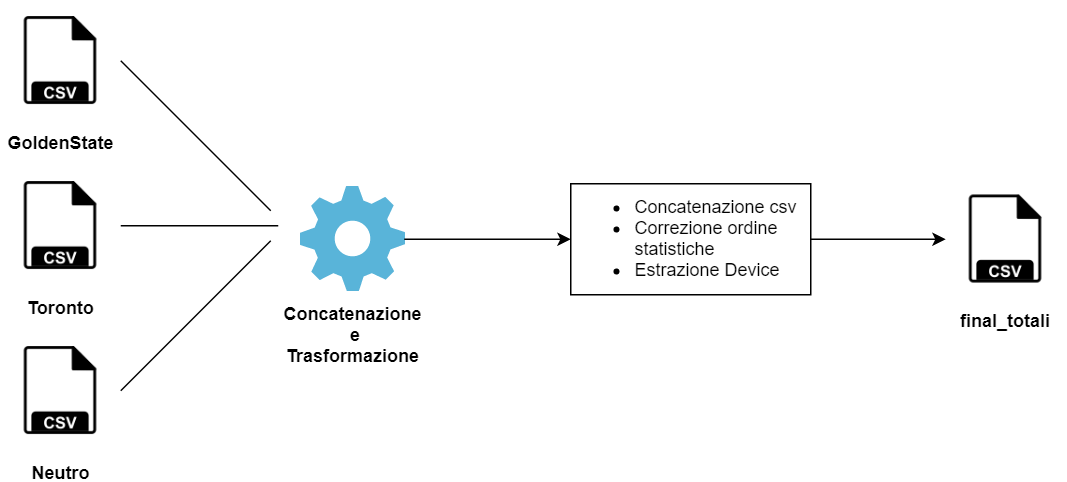 CSV
GoldenState
CSV
Toronto
CSV
Neutro
Concatenazione
e
Trasformazione
Concatenazione csv
Correzione ordine
statistiche
Estrazione Device
CSV
final_totali